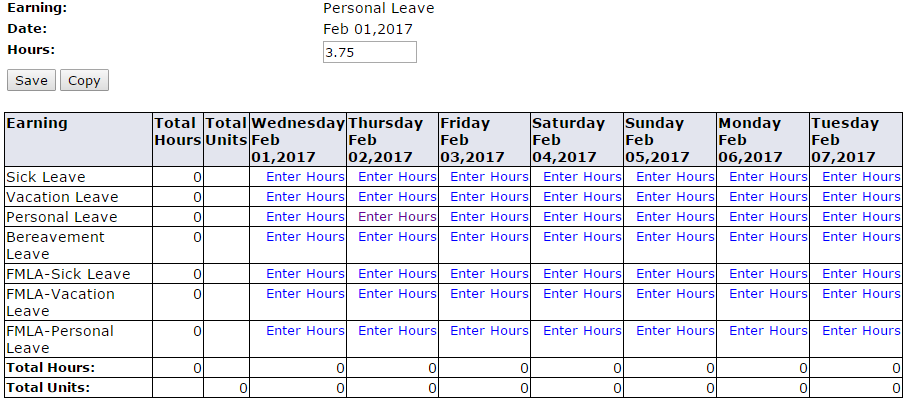 Earning: Personal Leave
Date: Feb 01,2017
Hours: 3.75
Save Copy
Earning Total Hours Total Units Wednesday Feb 01,2017 Thursday Feb 02,2017 Friday Feb 03,2017 Saturday Feb 04,2017 Sunday Feb 05,2017 Monday Feb 06,2017 Tuesday Feb 07,2017
Sick Leave 0 Enter Hours Enter Hours Enter Hours Enter Hours Enter Hours Enter Hours Enter Hours
Vacation Leave 0 Enter Hours Enter Hours Enter Hours Enter Hours Enter Hours Enter Hours Enter Hours
Personal Leave 0 Enter Hours Enter Hours Enter Hours Enter Hours Enter Hours Enter Hours Enter Hours
Bereavement Leave 0 Enter Hours Enter Hours Enter Hours Enter Hours Enter Hours Enter Hours Enter Hours
FMLA-Sick Leave 0 Enter Hours Enter Hours Enter Hours Enter Hours Enter Hours Enter Hours Enter Hours
FMLA-Vacation Leave 0 Enter Hours Enter Hours Enter Hours Enter Hours Enter Hours Enter Hours Enter Hours
FMLA-Personal Leave 0 Enter Hours Enter Hours Enter Hours Enter Hours Enter Hours Enter Hours Enter Hours
Total Hours: 0 0 0 0 0 0 0 0
Total Units: 0 0 0 0 0 0 0 0